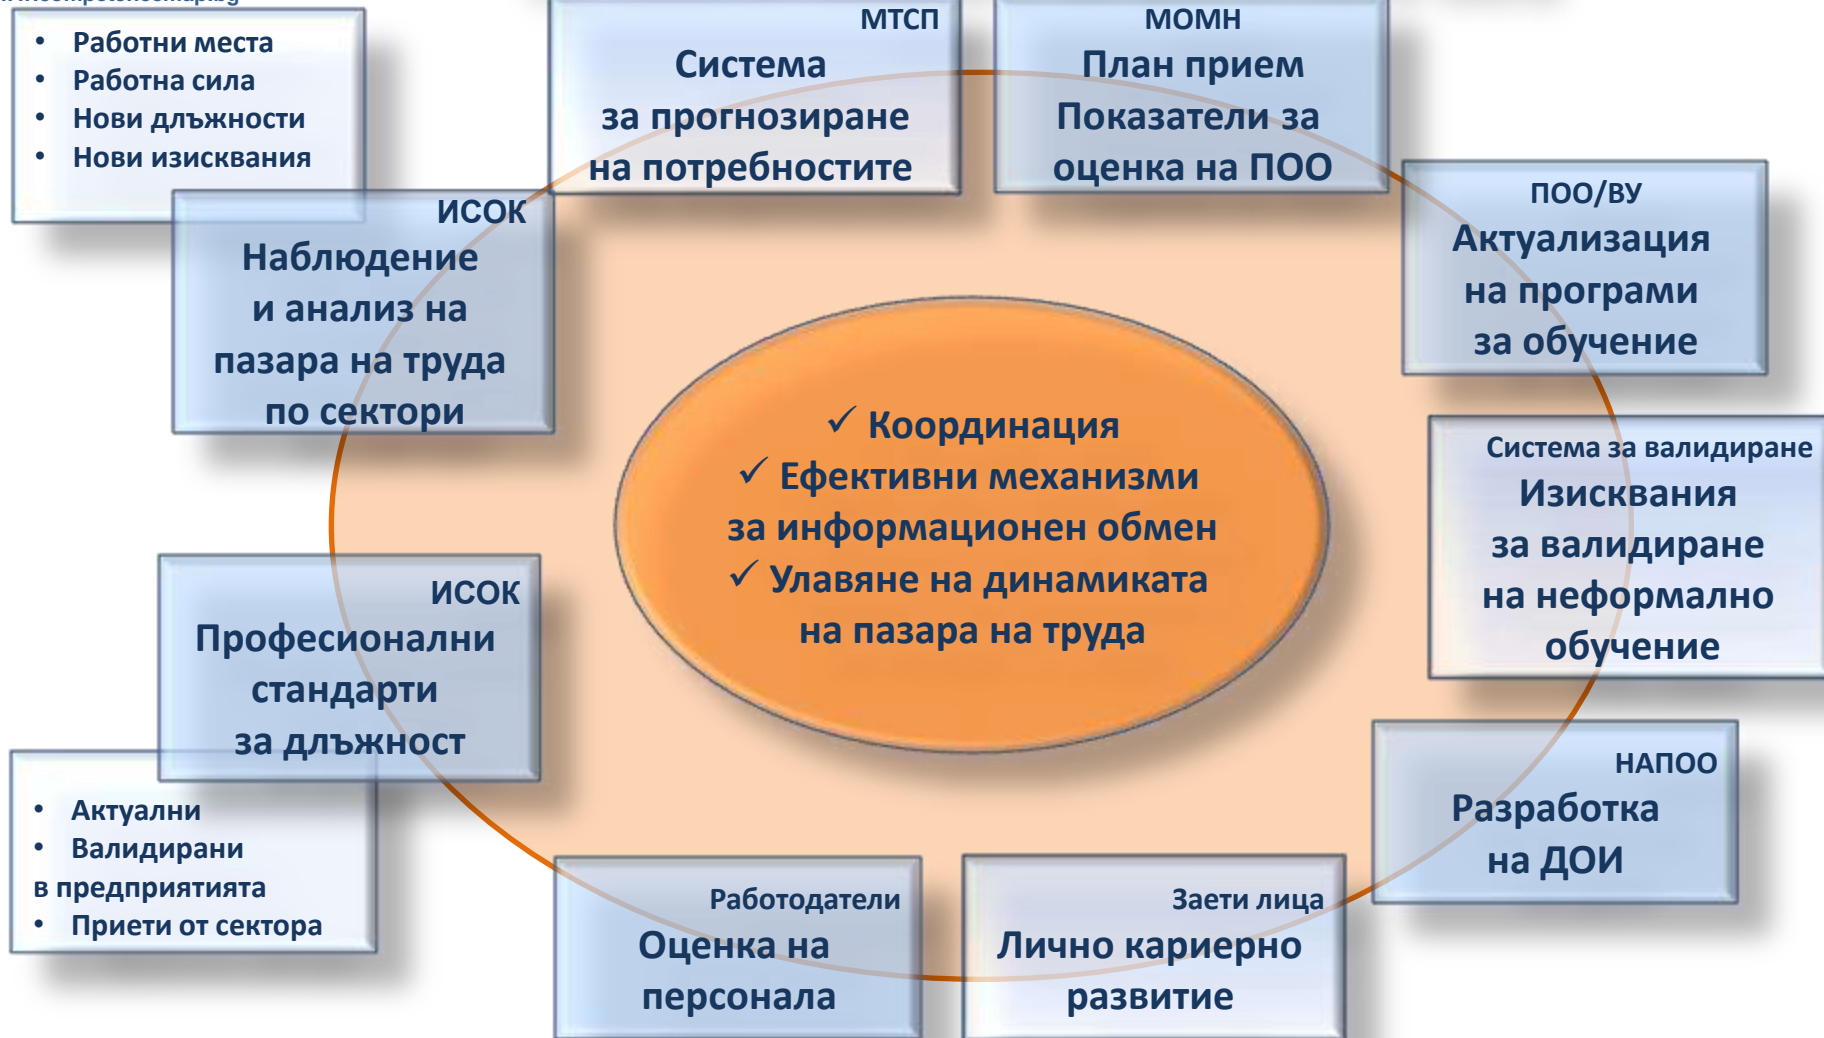 • Работни места
• Работна сила
• Нови длъжности
• Нови изисквания
МТСП
Система
за прогнозиране
на потребностите
МОМН
План прием
Показатели за
оценка на ПОО
ИСОК
Наблюдение
и анализ на
пазара на труда
по сектори
ПОО/ВУ
Актуализация
на програми
за обучение
✓ Координация
✓ Ефективни механизми
за информационен обмен
✓ Улавяне на динамиката
на пазара на труда
Система за валидиране
Изисквания
за валидиране
на неформално
обучение
ИСОК
Професионални
стандарти
за длъжност
НАПОО
Разработка
на ДОИ
• Актуални
• Валидирани
в предприятията
• Приети от сектора
Работодатели
Оценка на
персонала
Заети лица
Лично кариерно
развитие